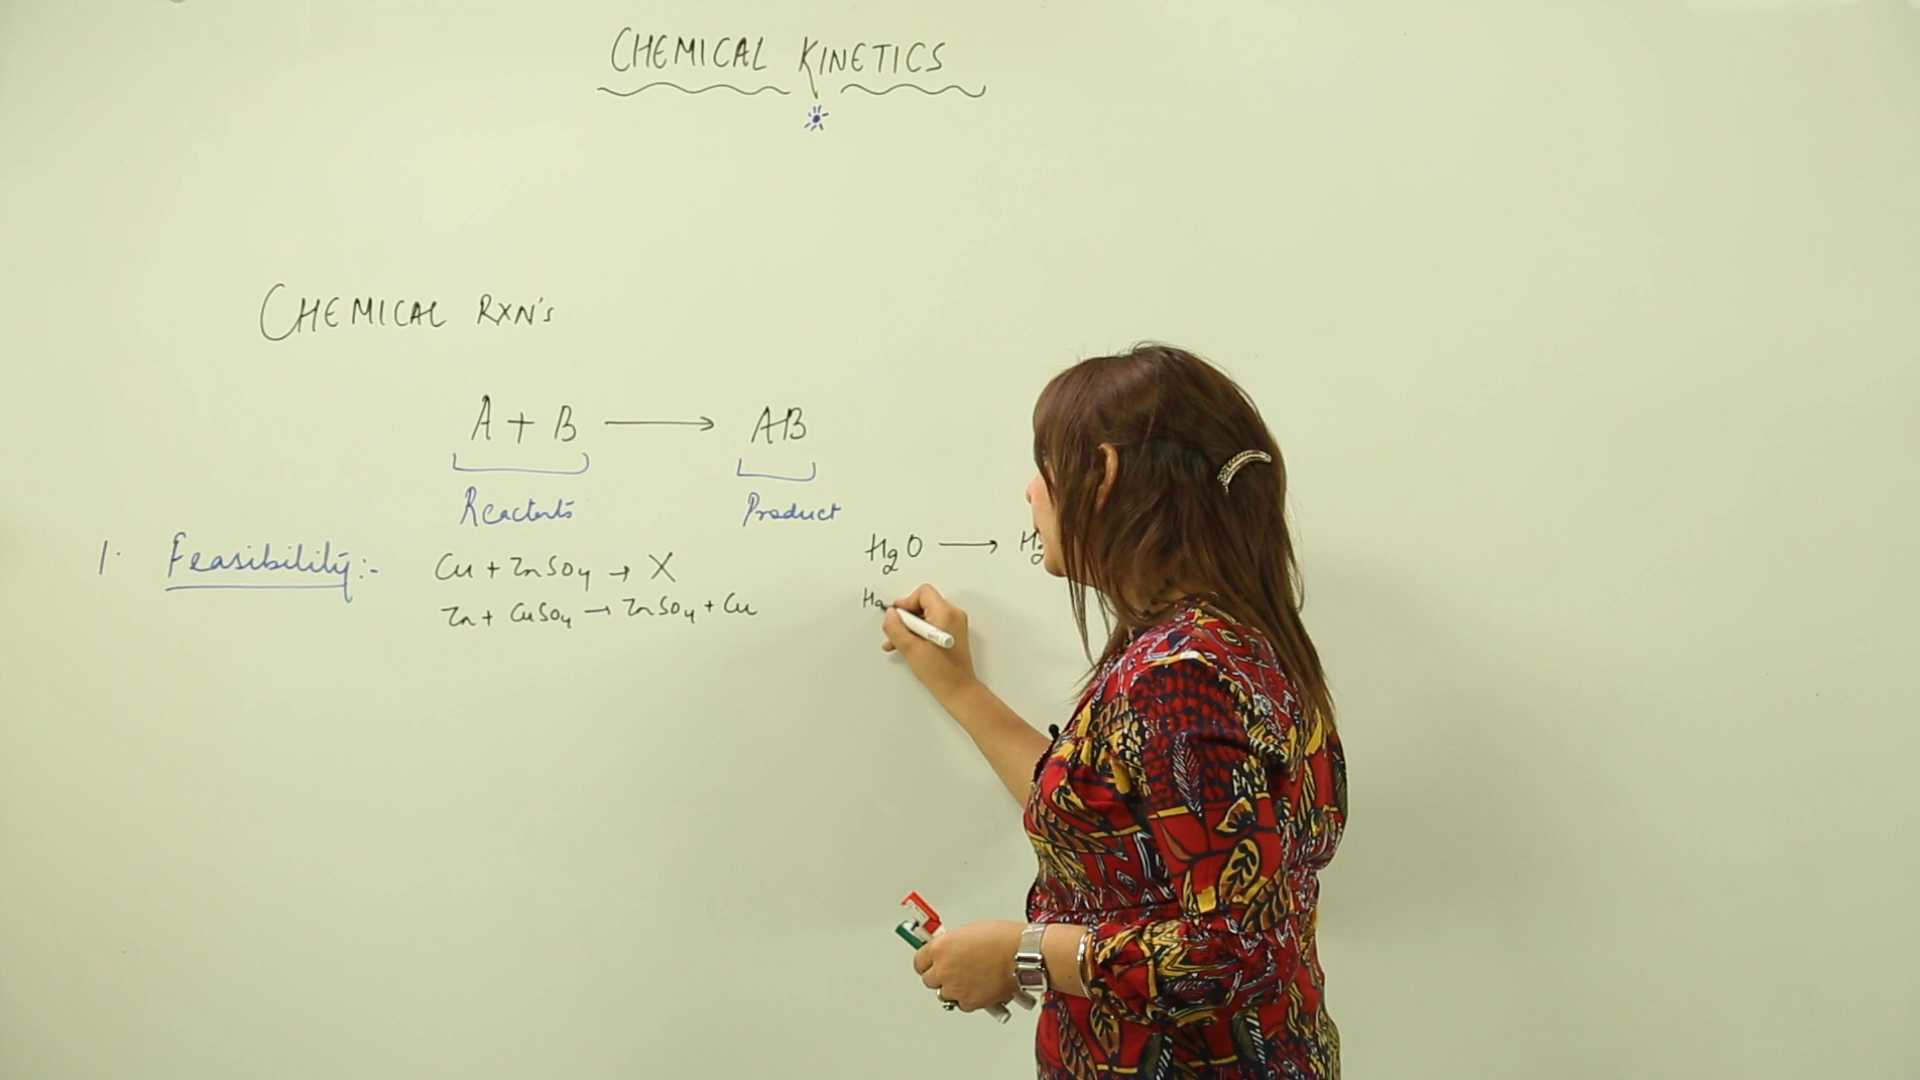 CHEMICAL KINETICS
CHEMICAL RXN's
A + B → AB
Reactants Product
1. Feasibility:-
Cu + ZnSO4 → X
Zn + CuSO4 → ZnSO4 + Cu
HgO →